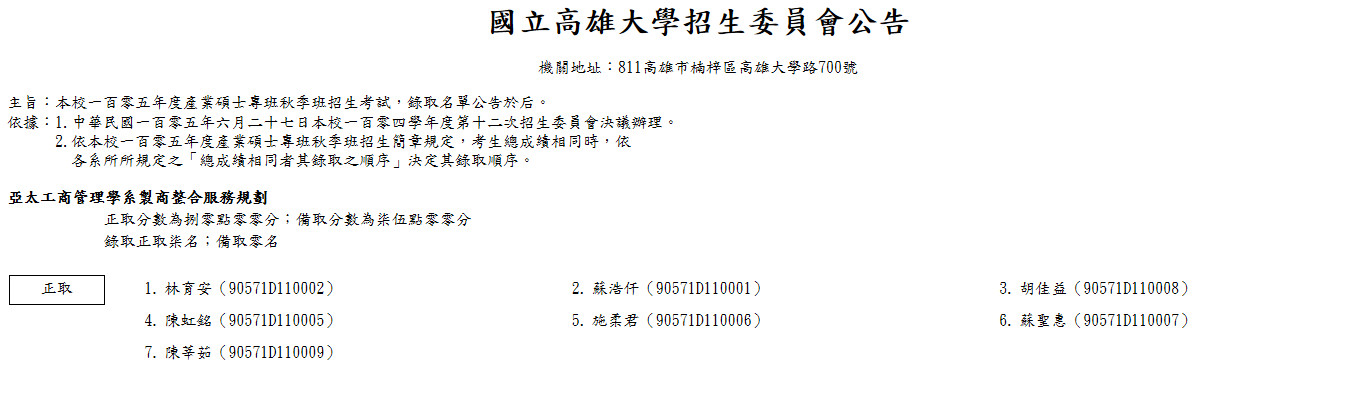 國立高雄大學招生委員會公告
機關地址：811高雄市楠梓區高雄大學路700號
主旨：本校一百零五年度產業碩士專班秋季班招生考試，錄取名單公告於后。
依據：1.中華民國一百零五年六月二十七日本校一百零四學年度第十二次招生委員會決議辦理。
2.依本校一百零五年度產業碩士專班秋季班招生簡章規定，考生總成績相同時，依
各系所所規定之「總成績相同者其錄取之順序」決定其錄取順序。
亞太工商管理學系製商整合服務規劃
正取分數為捌零點零零分；備取分數為柒伍點零零分
錄取正取柒名；備取零名
正取 1. 林育安（90571D110002） 2. 蘇浩仟（90571D110001） 3. 胡佳益（90571D110008）
4. 陳虹銘（90571D110005） 5. 施柔君（90571D110006） 6. 蘇聖惠（90571D110007）
7. 陳莘茹（90571D110009）